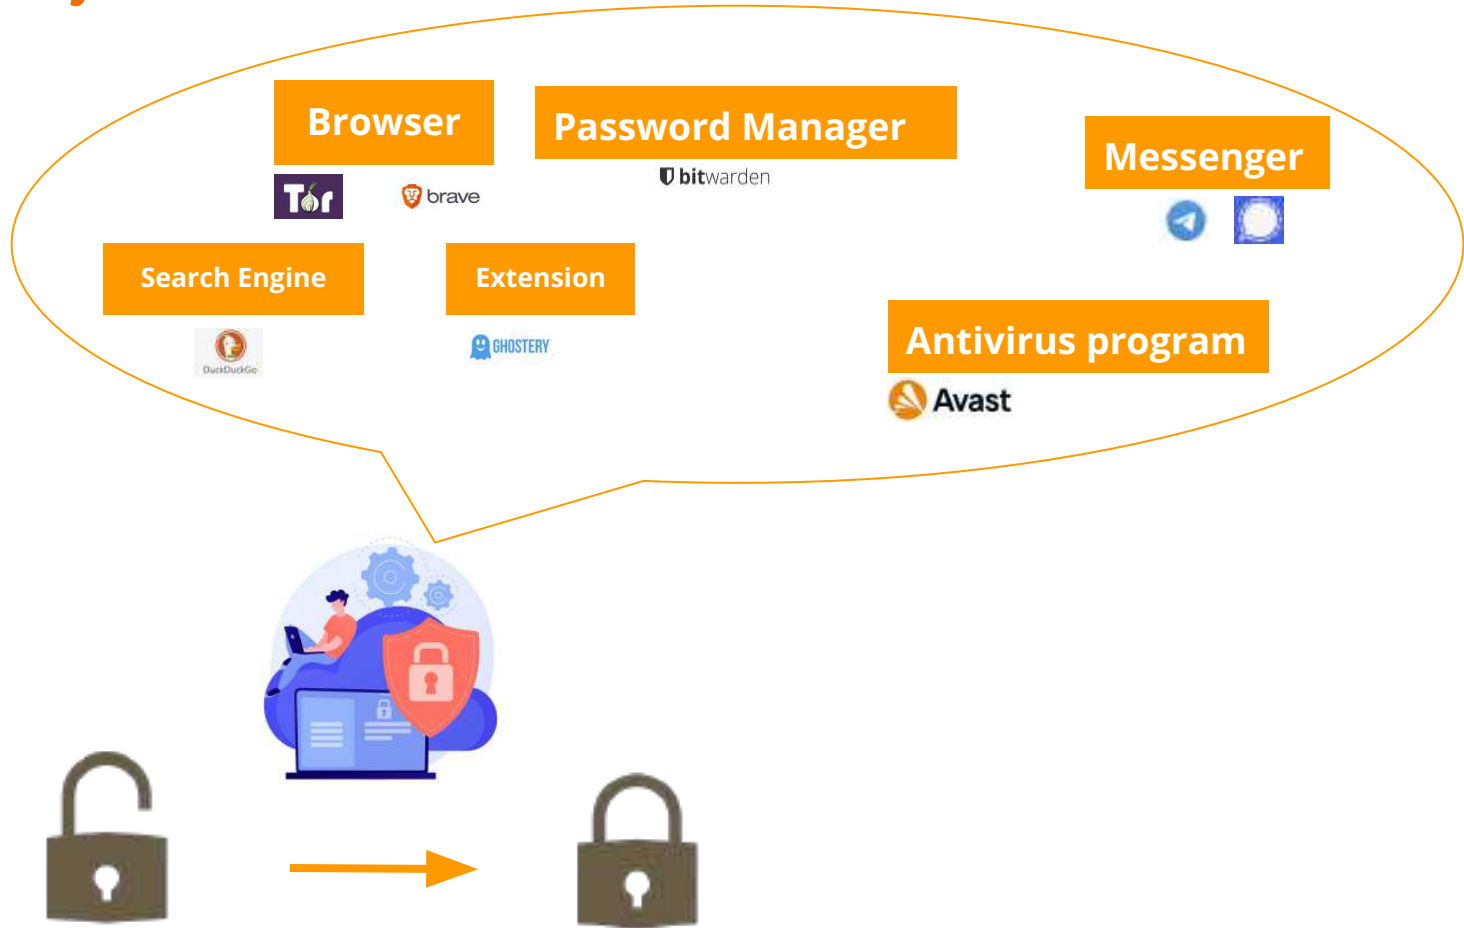 Browser
Password Manager
Messenger
Tor
brave
bitwarden
Search Engine
Extension
DuckDuckGo
GHOSTERY
Antivirus program
Avast